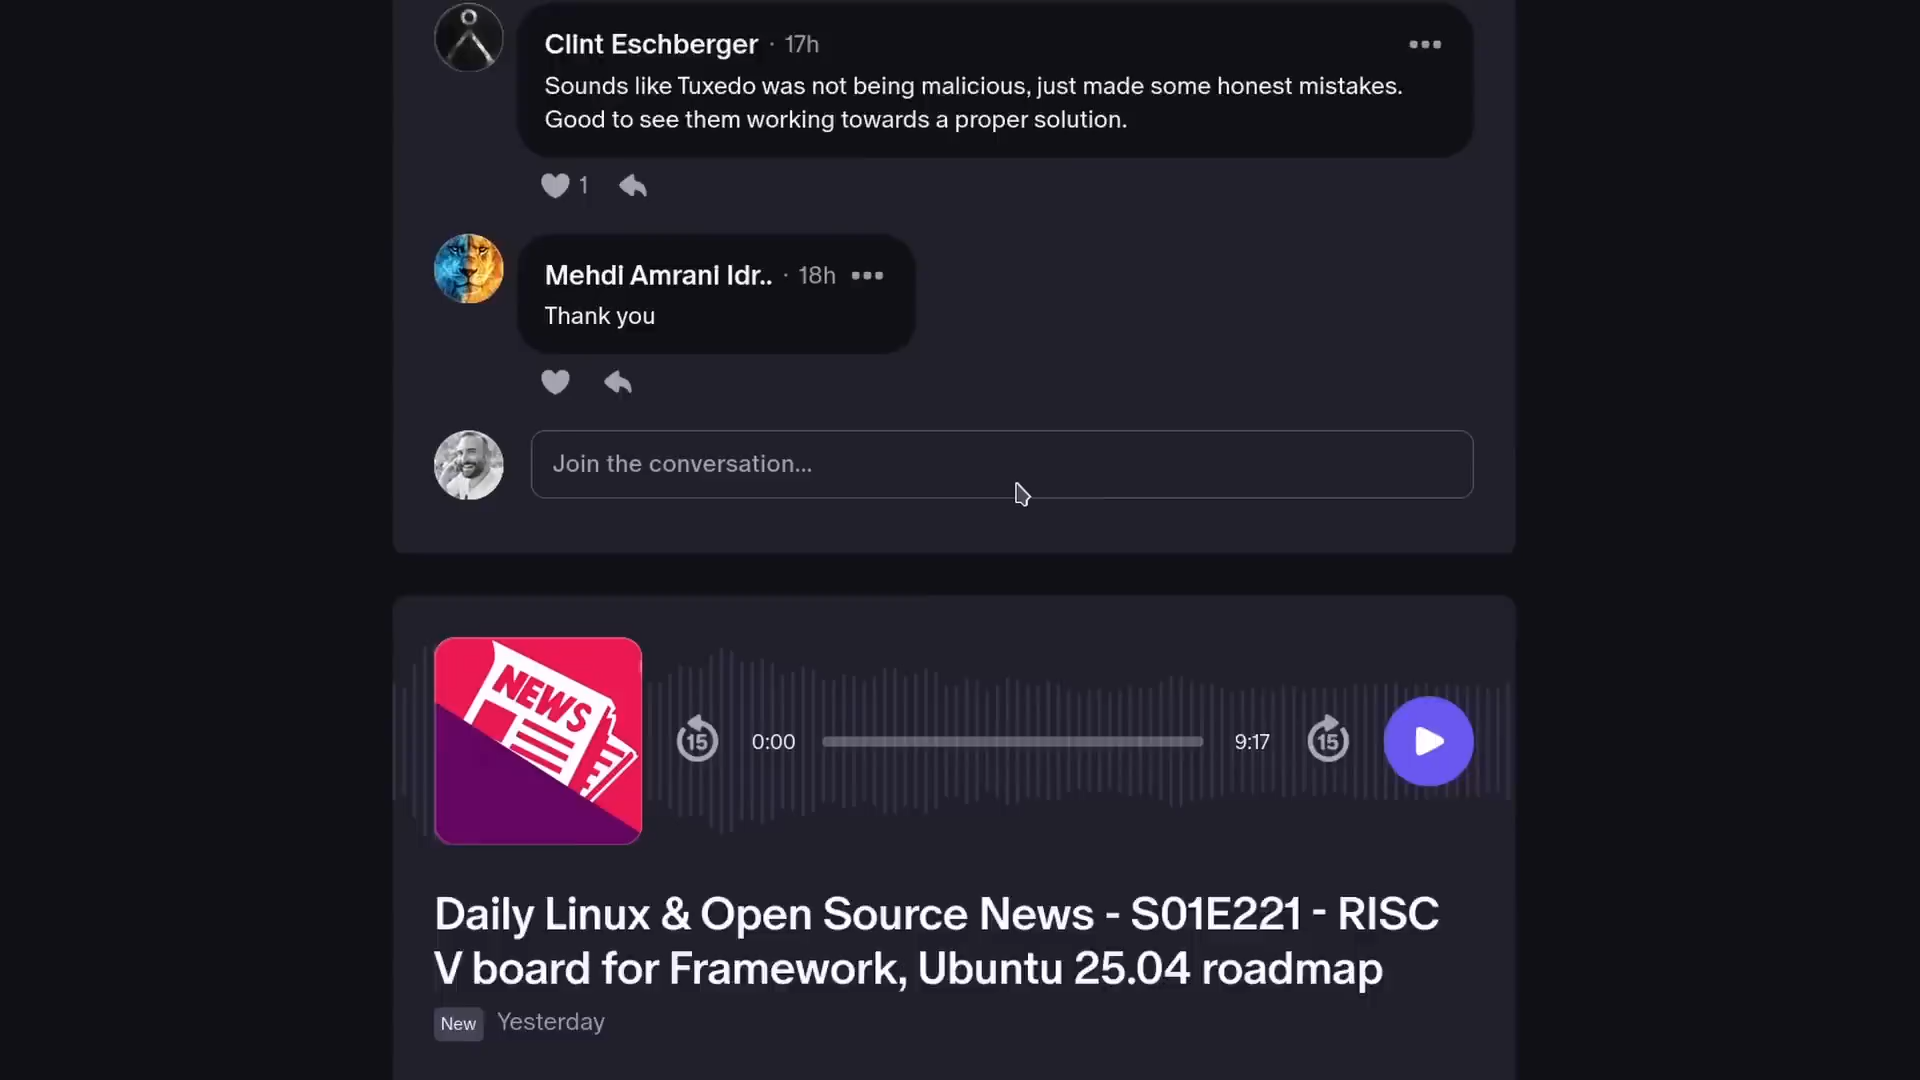 Clint Eschberger · 17h
Sounds like Tuxedo was not being malicious, just made some honest mistakes.
Good to see them working towards a proper solution.
1
Mehdi Amrani Idr.. · 18h
Thank you
Join the conversation...
NEWS
15
0:00
9:17
15
Daily Linux & Open Source News - S01E221 - RISC
V board for Framework, Ubuntu 25.04 roadmap
New Yesterday